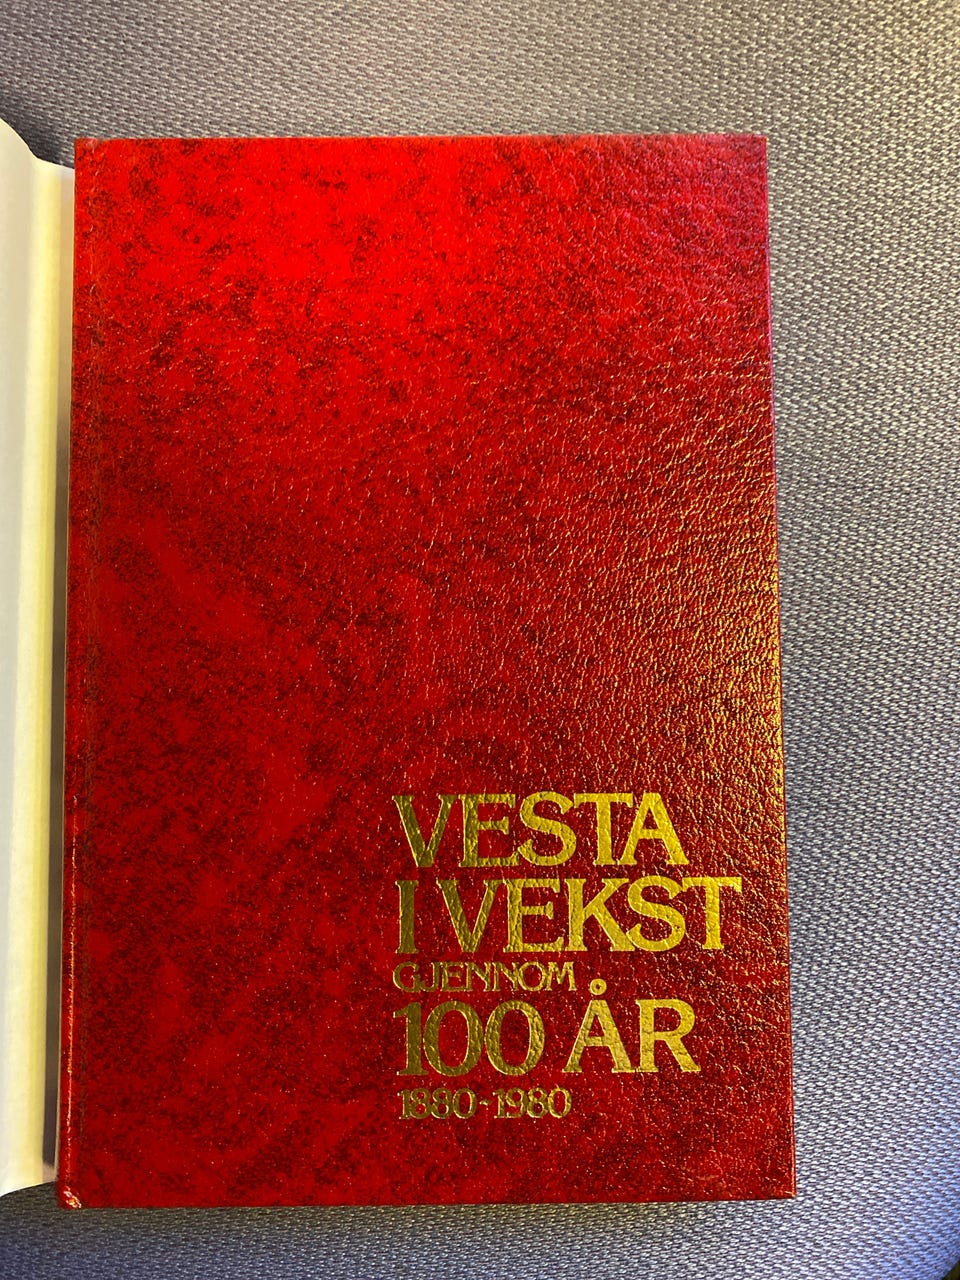 VESTA
I VEKST
GJENNOM
100 ÅR
1880-1980